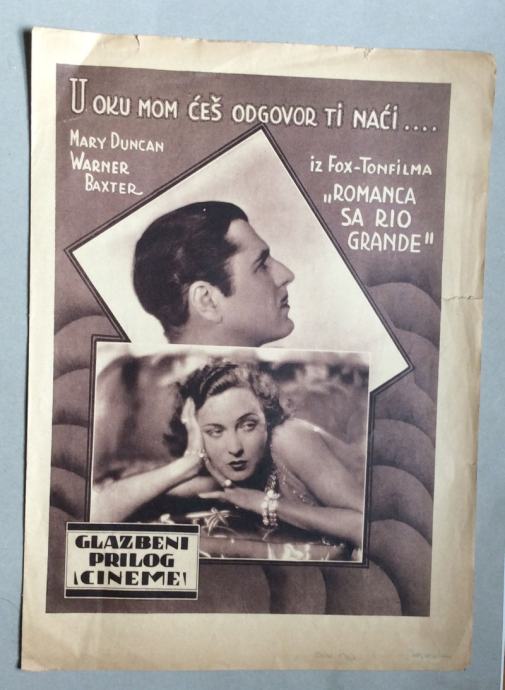 U OKU MOM ĆEŠ ODGOVOR TI NAĆI ....
MARY DUNCAN
WARNER
BAXTER
IZ FOX-TONFILMA
„ROMANCA
SA RIO
GRANDE"
GLAZBENI
PRILOG
CINEME